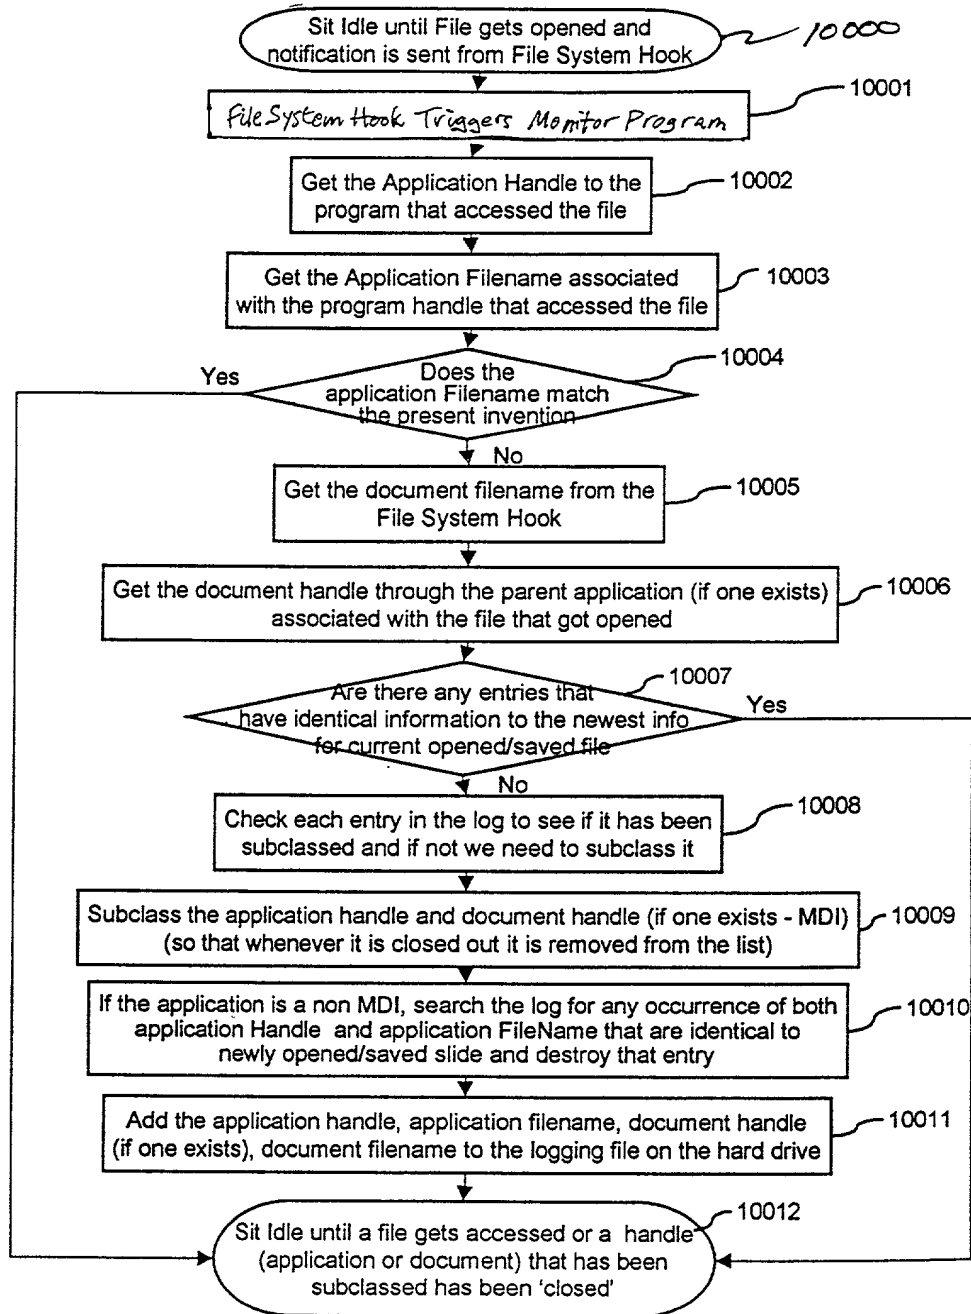 Sit Idle until File gets opened and
notification is sent from File System Hook
10000
File System Hook Triggers Monitor Program
10001
Get the Application Handle to the
program that accessed the file
10002
Get the Application Filename associated
with the program handle that accessed the file
10003
Does the
application Filename match
the present invention
10004
Yes
No
Get the document filename from the
File System Hook
10005
Get the document handle through the parent application (if one exists)
associated with the file that got opened
10006
Are there any entries that
have identical information to the newest info
for current opened/saved file
10007
Yes
No
Check each entry in the log to see if it has been
subclassed and if not we need to subclass it
10008
Subclass the application handle and document handle (if one exists - MDI)
(so that whenever it is closed out it is removed from the list)
10009
If the application is a non MDI, search the log for any occurrence of both
application Handle and application FileName that are identical to
newly opened/saved slide and destroy that entry
10010
Add the application handle, application filename, document handle
(if one exists), document filename to the logging file on the hard drive
10011
Sit Idle until a file gets accessed or a handle
(application or document) that has been
subclassed has been 'closed'
10012